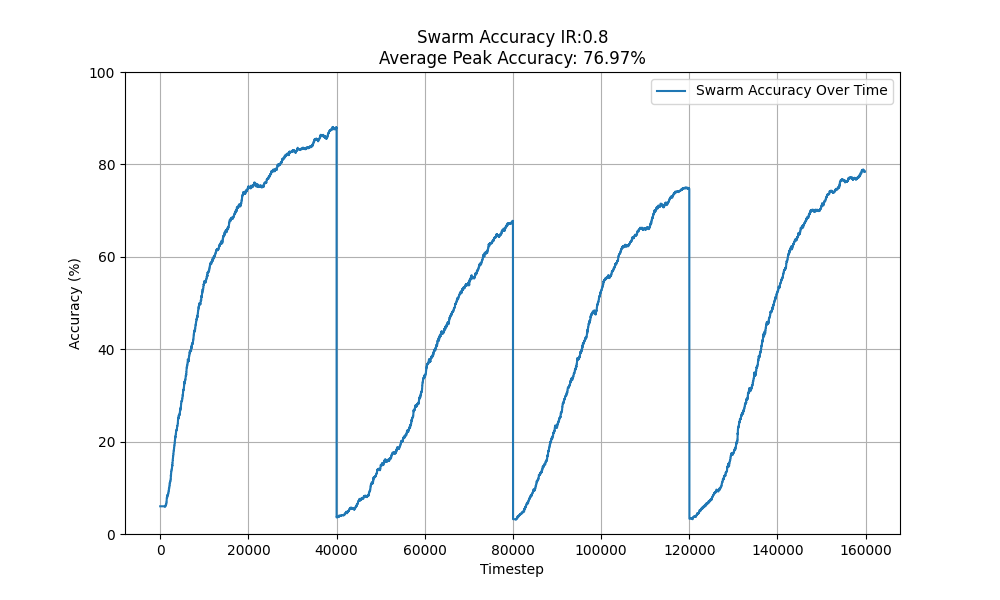 Swarm Accuracy IR:0.8
Average Peak Accuracy: 76.97%
Swarm Accuracy Over Time
100
80
60
40
20
0
Accuracy (%)
0 20000 40000 60000 80000 100000 120000 140000 160000
Timestep